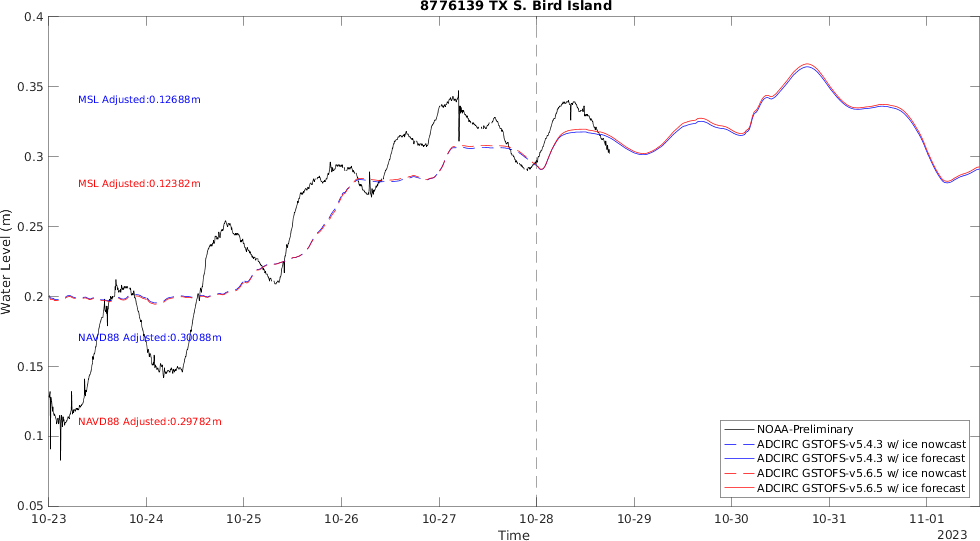 8776139 TX S. Bird Island
Water Level (m)
0.4
0.35
0.3
0.25
0.2
0.15
0.1
0.05
MSL Adjusted:0.12688m
MSL Adjusted:0.12382m
NAVD88 Adjusted:0.30088m
NAVD88 Adjusted:0.29782m
NOAA-Preliminary
ADCIRC GSTOFS-v5.4.3 w/ ice nowcast
ADCIRC GSTOFS-v5.4.3 w/ ice forecast
ADCIRC GSTOFS-v5.6.5 w/ ice nowcast
ADCIRC GSTOFS-v5.6.5 w/ ice forecast
10-23 10-24 10-25 10-26 10-27 10-28 10-29 10-30 10-31 11-01
Time
2023